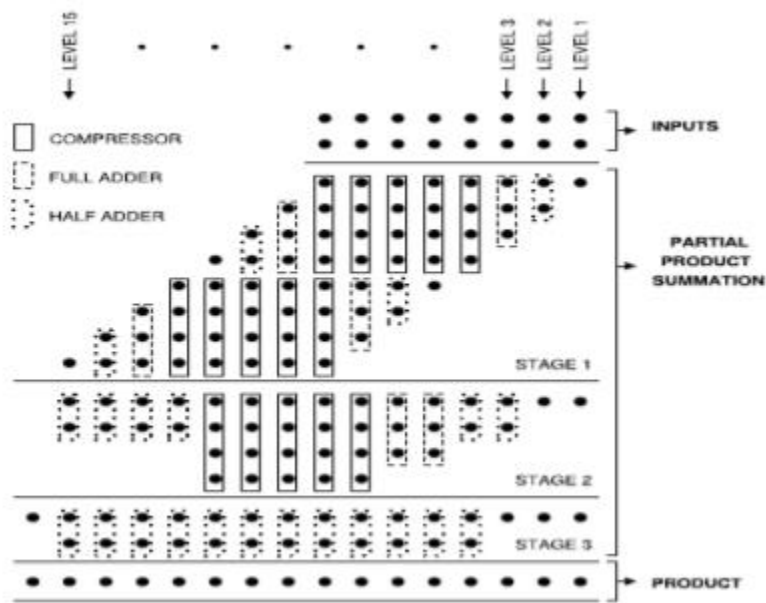 LEVEL 15
LEVEL 3
LEVEL 2
LEVEL 1
INPUTS
COMPRESSOR
FULL ADDER
HALF ADDER
PARTIAL
PRODUCT
SUMMATION
STAGE 1
STAGE 2
STAGE 3
PRODUCT